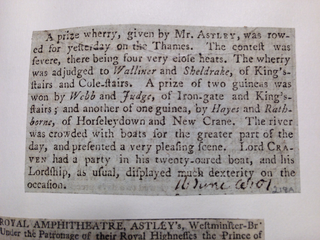 A prize wherry, given by Mr. ASTLEY, was row-
ed for yesterday on the Thames. The contest was
severe, there being four very close heats. The wherry
was adjudged to Walliner and Sheldrake, of King's-
stairs and Cole-stairs. A prize of two guineas was
won by Webb and Judge, of Iron-gate and King's-
stairs; and another of one guinea, by Hayes and Rath-
borne, of Horseleydown and New Crane. The river
was crowded with boats for the greater part of the
day, and presented a very pleasing scene. Lord CRA-
VEN had a party in his twenty-oared boat, and his
Lordship, as usual, displayed much dexterity on the
occasion. 16 June
ROYAL AMPHITHEATRE, ASTLEY's, Westminster-Br
Under the Patronage of their Royal Highnesses the Prince of